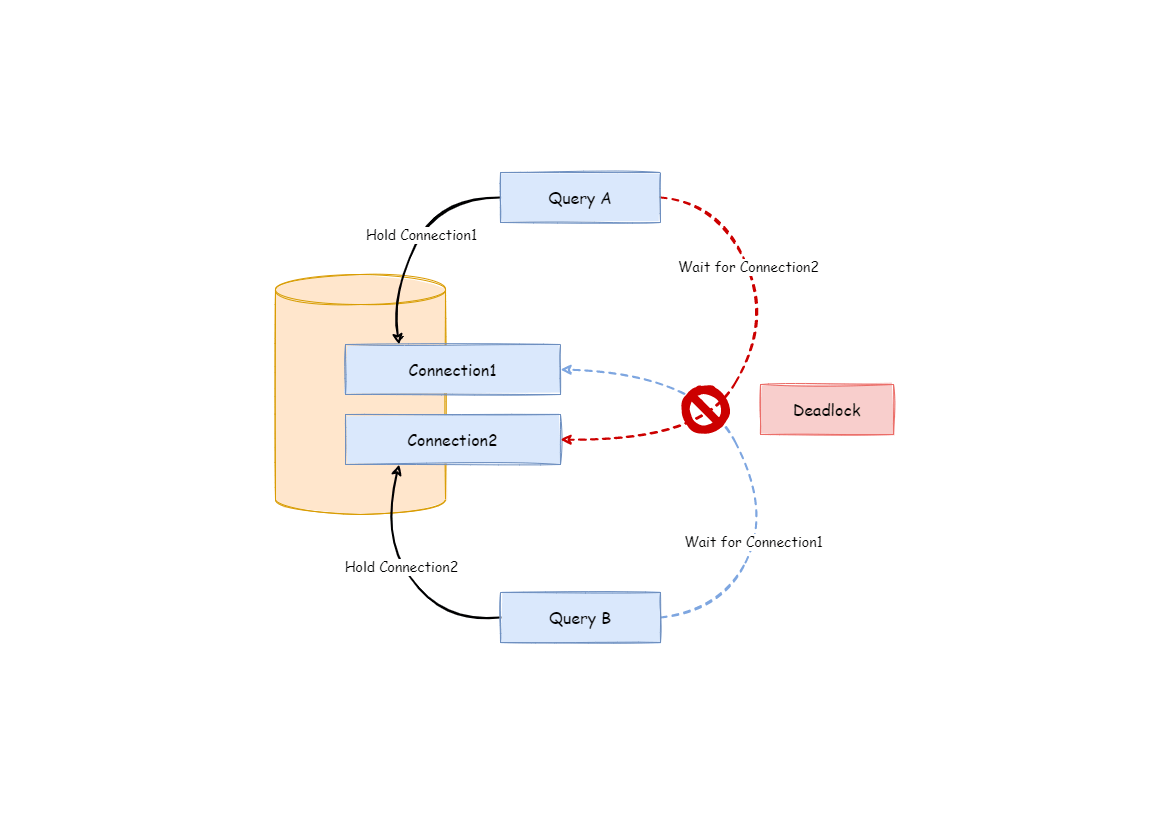 Query A
Hold Connection1
Wait for Connection2
Connection1
Deadlock
Connection2
Wait for Connection1
Hold Connection2
Query B